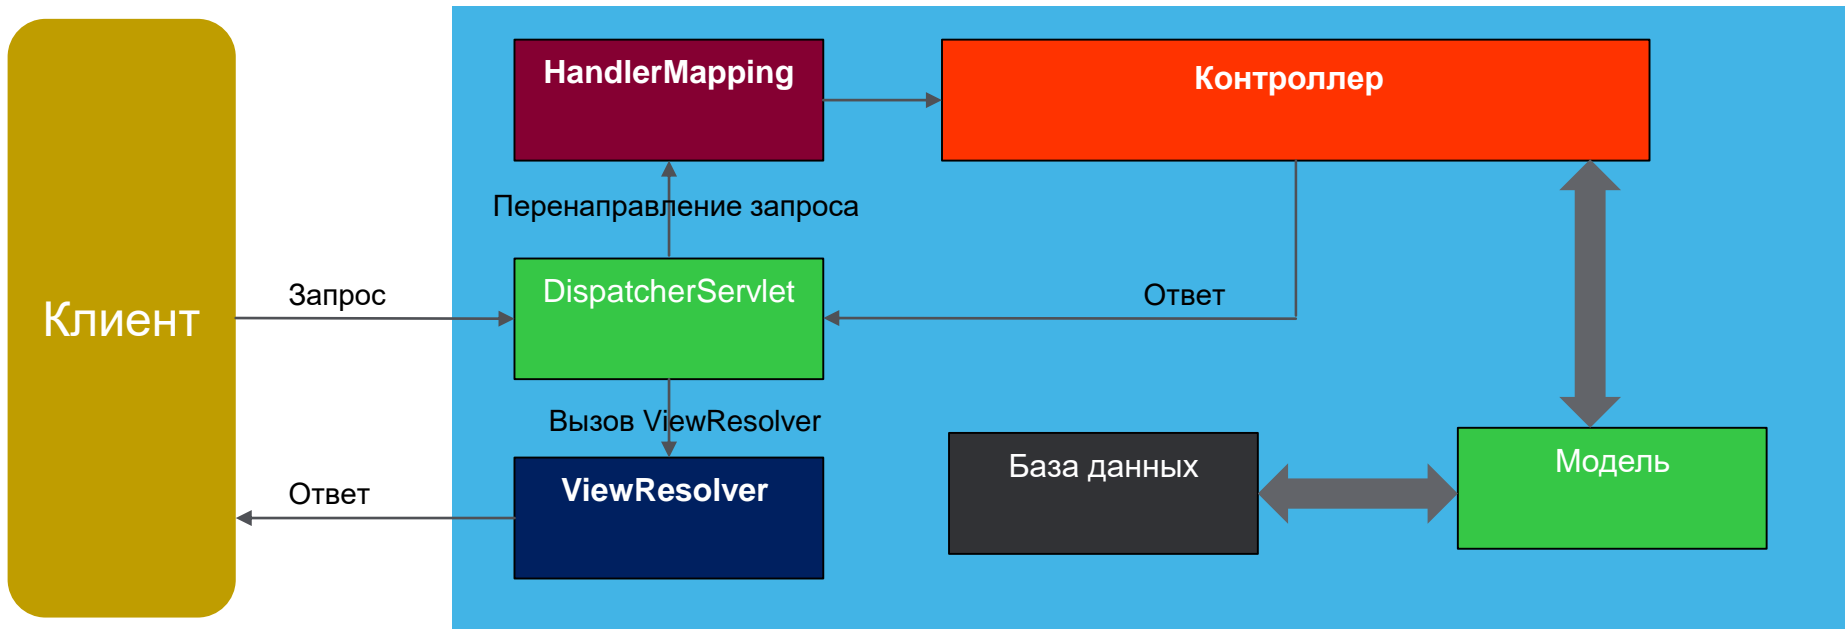 HandlerMapping
Контроллер
Перенаправление запроса
Клиент
Запрос
DispatcherServlet
Ответ
Вызов ViewResolver
Ответ
ViewResolver
База данных
Модель